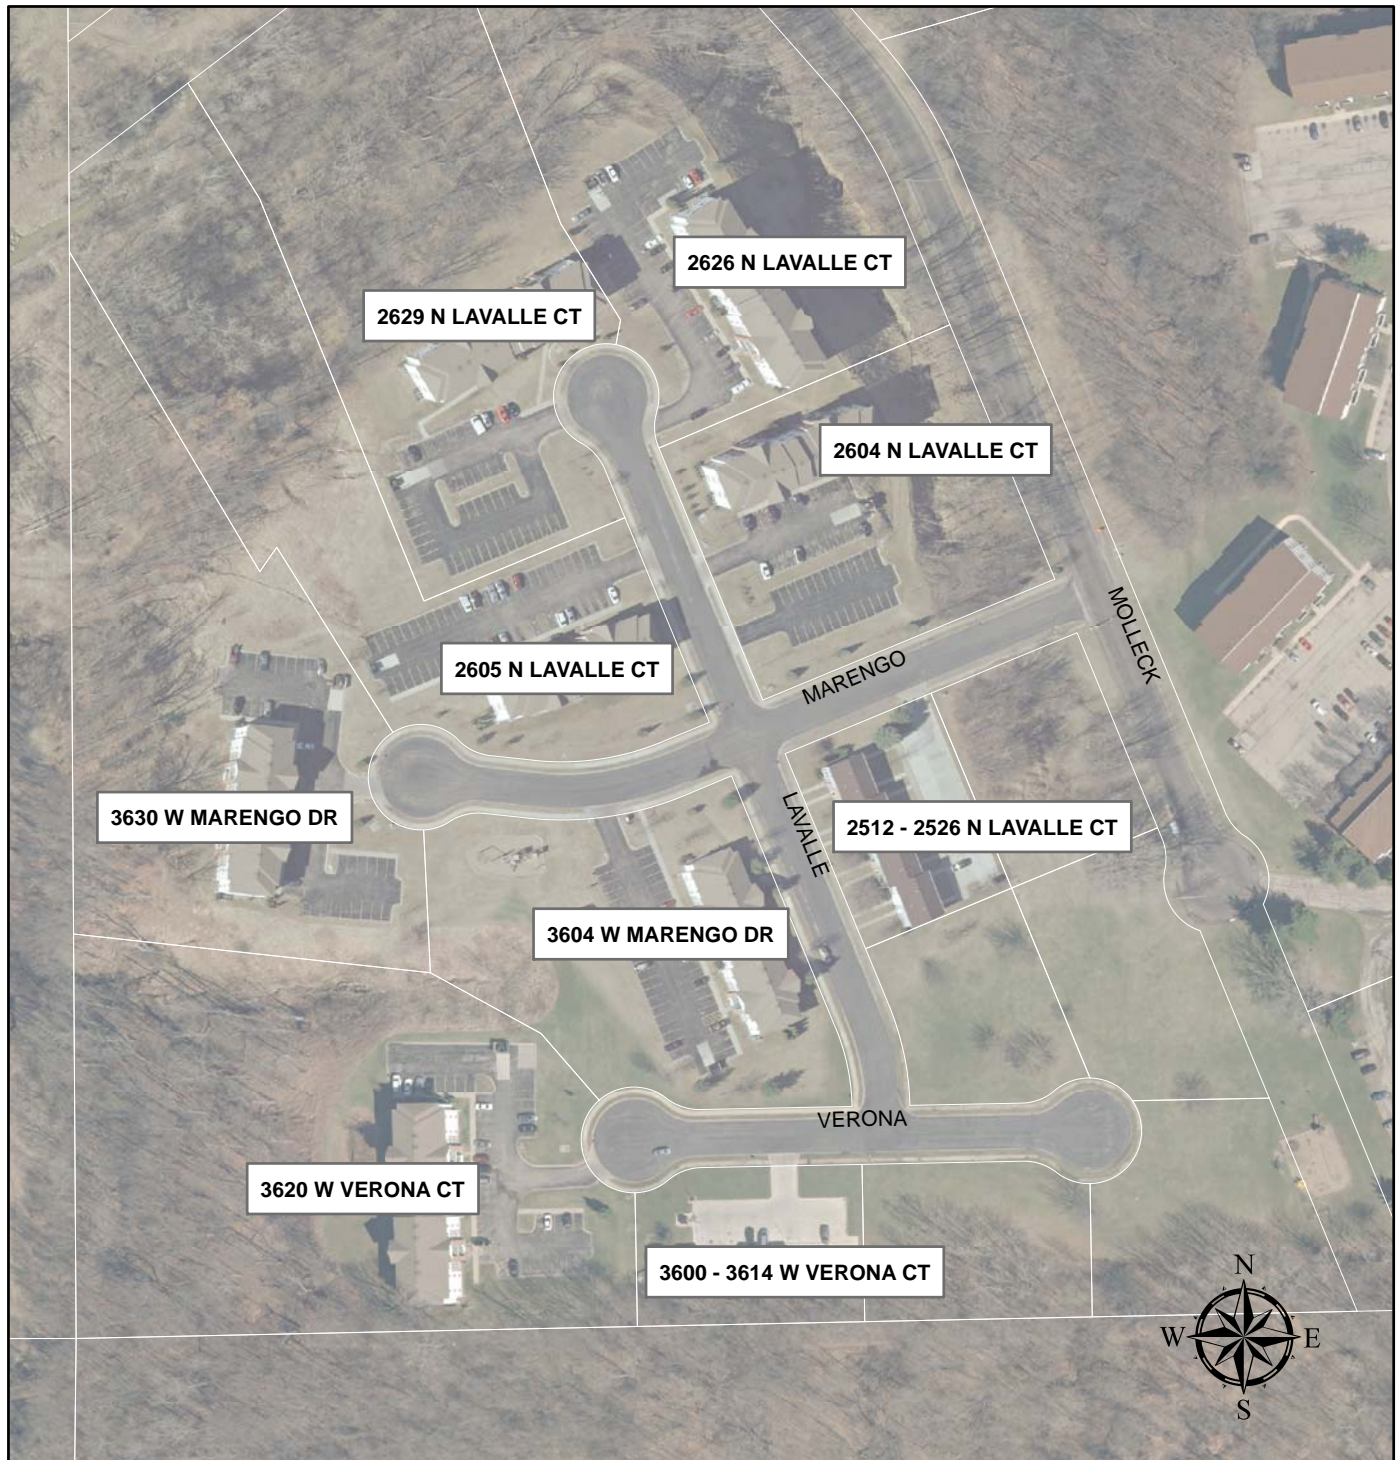 2626 N LAVALLE CT
2629 N LAVALLE CT
2604 N LAVALLE CT
MOLLECK
2605 N LAVALLE CT
MARENGO
3630 W MARENGO DR
LAVALLE
2512 - 2526 N LAVALLE CT
3604 W MARENGO DR
VERONA
3620 W VERONA CT
3600 - 3614 W VERONA CT
N
W
E
S